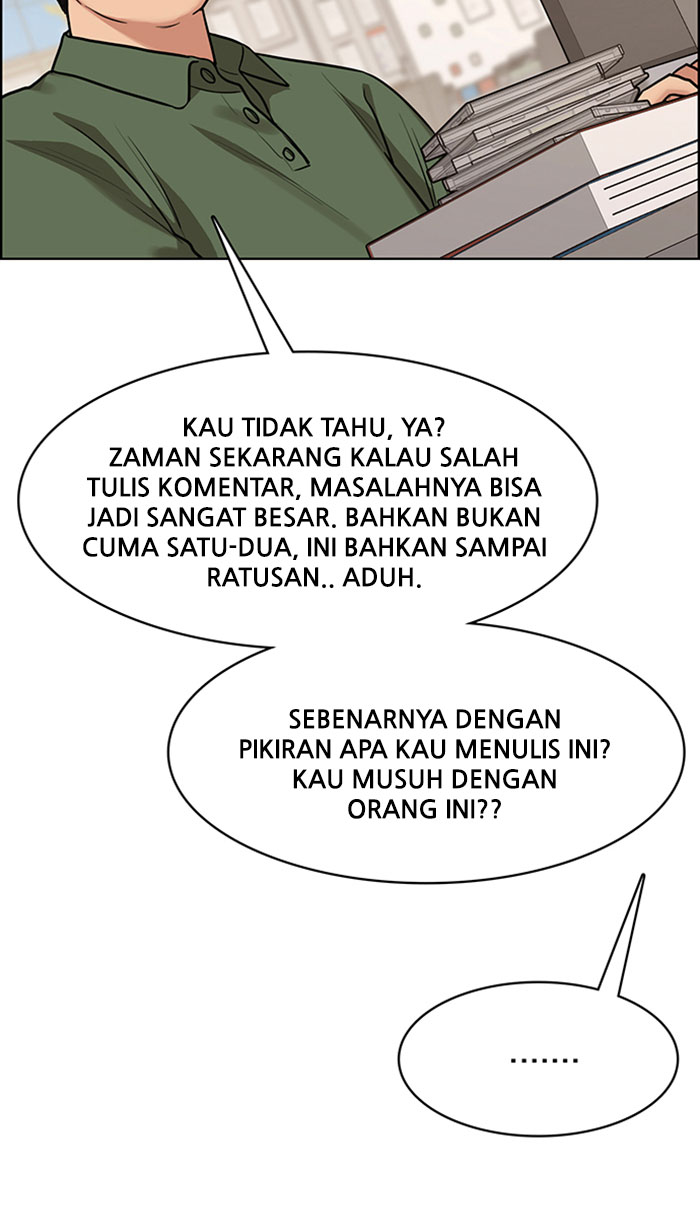 KAU TIDAK TAHU, YA?
ZAMAN SEKARANG KALAU SALAH
TULIS KOMENTAR, MASALAHNYA BISA
JADI SANGAT BESAR. BAHKAN BUKAN
CUMA SATU-DUA, INI BAHKAN SAMPAI
RATUSAN.. ADUH.
SEBENARNYA DENGAN
PIKIRAN APA KAU MENULIS INI?
KAU MUSUH DENGAN
ORANG INI??
.......